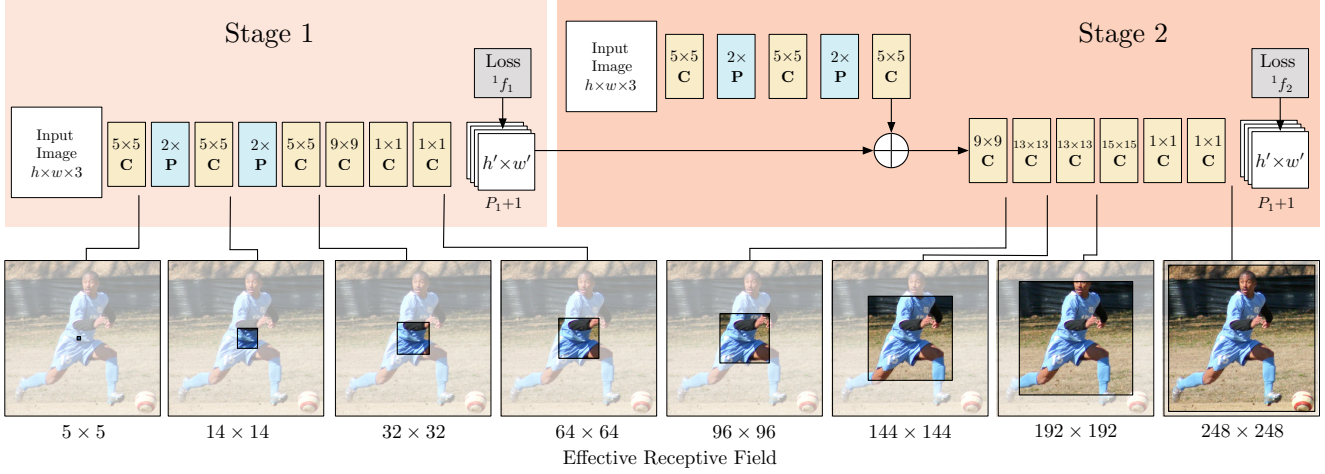 Stage 1
Loss
¹f₁
Input
Image
h×w×3
5×5
C
2×
P
5×5
C
2×
P
5×5
C
9×9
C
1×1
C
1×1
C
h′×w′
P₁+1
Stage 2
Input
Image
h×w×3
5×5
C
2×
P
5×5
C
2×
P
5×5
C
9×9
C
13×13
C
13×13
C
15×15
C
1×1
C
1×1
C
Loss
¹f₂
h′×w′
P₁+1
5 × 5
14 × 14
32 × 32
64 × 64
96 × 96
144 × 144
192 × 192
248 × 248
Effective Receptive Field